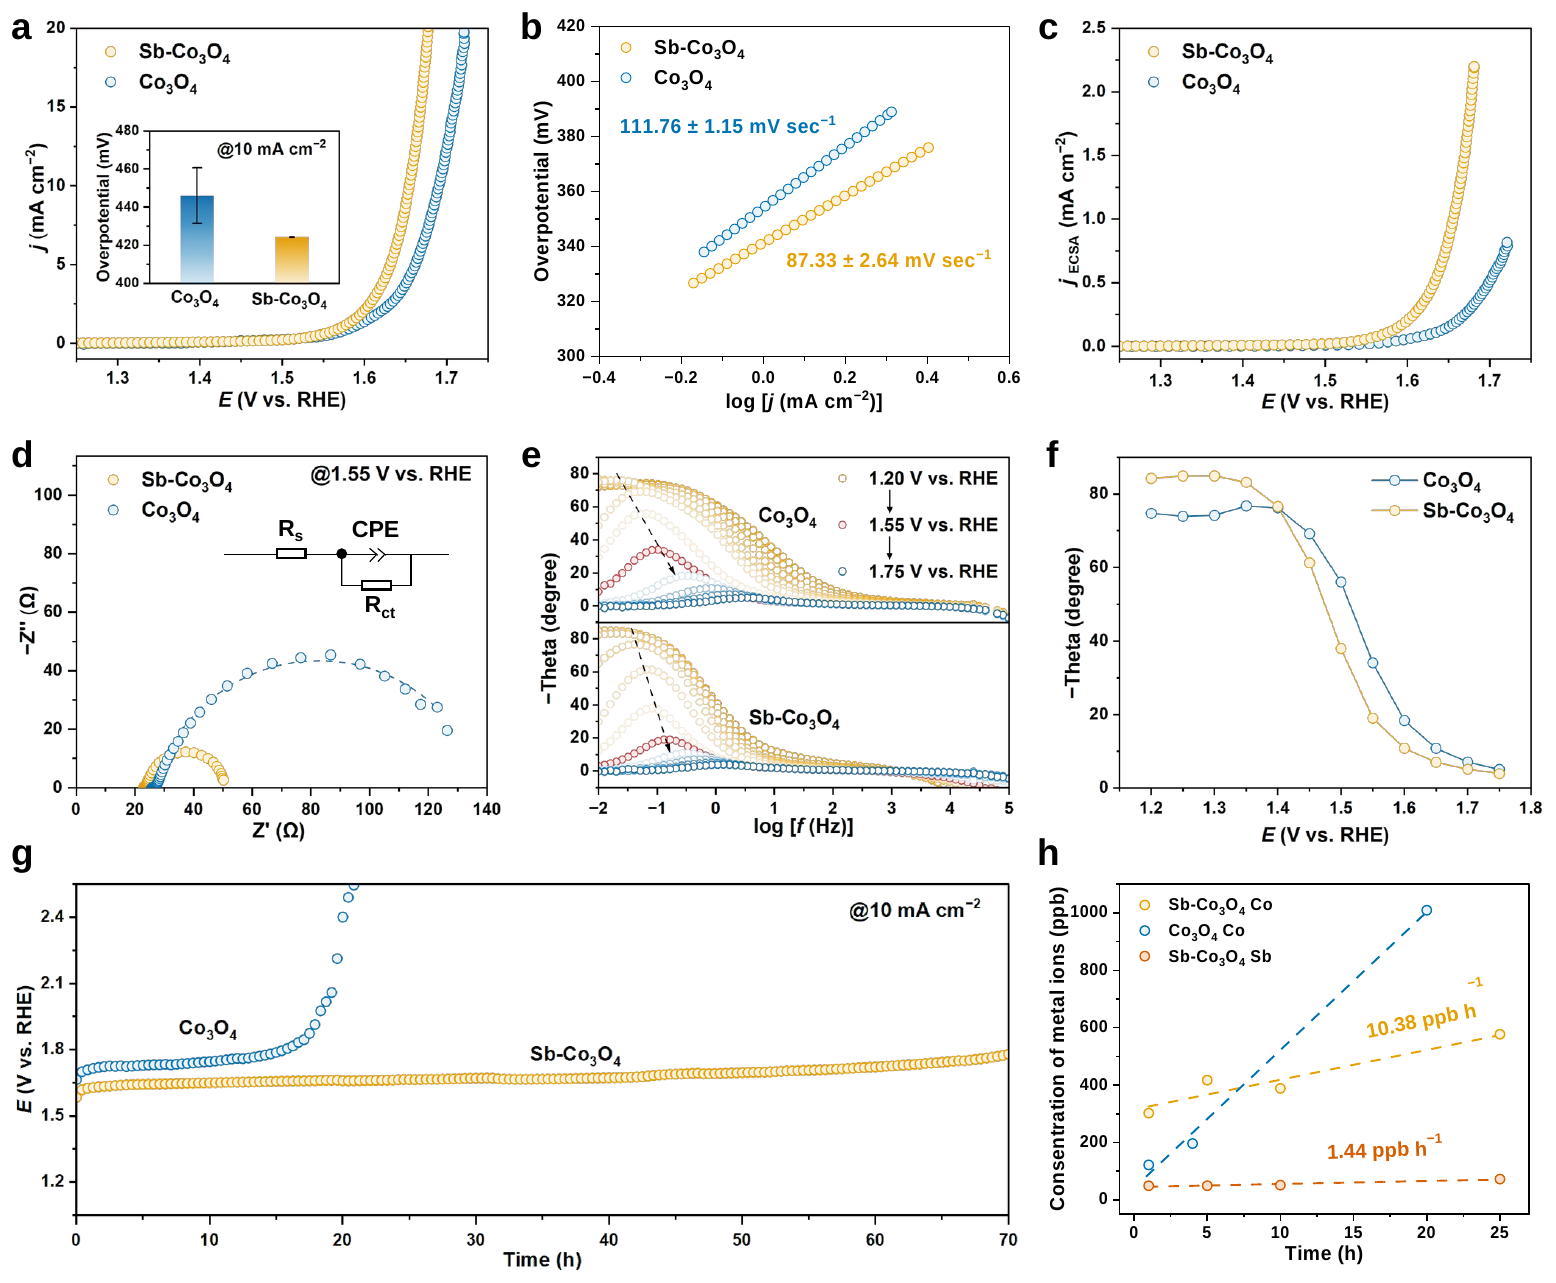 a
20
15
10
5
0
j (mA cm−2)
1.3 1.4 1.5 1.6 1.7
E (V vs. RHE)
Sb-Co3O4
Co3O4
480
460
440
420
400
Overpotential (mV)
@10 mA cm−2
Co3O4 Sb-Co3O4
b
420
400
380
360
340
320
300
Overpotential (mV)
−0.4 −0.2 0.0 0.2 0.4 0.6
log [j (mA cm−2)]
Sb-Co3O4
Co3O4
111.76 ± 1.15 mV sec−1
87.33 ± 2.64 mV sec−1
c
2.5
2.0
1.5
1.0
0.5
0.0
j ECSA (mA cm−2)
1.3 1.4 1.5 1.6 1.7
E (V vs. RHE)
Sb-Co3O4
Co3O4
d
100
80
60
40
20
0
−Z'' (Ω)
0 20 40 60 80 100 120 140
Z' (Ω)
Sb-Co3O4
Co3O4
@1.55 V vs. RHE
Rs CPE
Rct
e
80
60
40
20
0
80
60
40
20
0
−Theta (degree)
−2 −1 0 1 2 3 4 5
log [f (Hz)]
Co3O4
1.20 V vs. RHE
1.55 V vs. RHE
1.75 V vs. RHE
Sb-Co3O4
f
80
60
40
20
0
−Theta (degree)
1.2 1.3 1.4 1.5 1.6 1.7 1.8
E (V vs. RHE)
Co3O4
Sb-Co3O4
g
2.4
2.1
1.8
1.5
1.2
E (V vs. RHE)
0 10 20 30 40 50 60 70
Time (h)
@10 mA cm−2
Co3O4
Sb-Co3O4
h
1000
800
600
400
200
0
Consentration of metal ions (ppb)
0 5 10 15 20 25
Time (h)
Sb-Co3O4 Co
Co3O4 Co
Sb-Co3O4 Sb
10.38 ppb h−1
1.44 ppb h−1